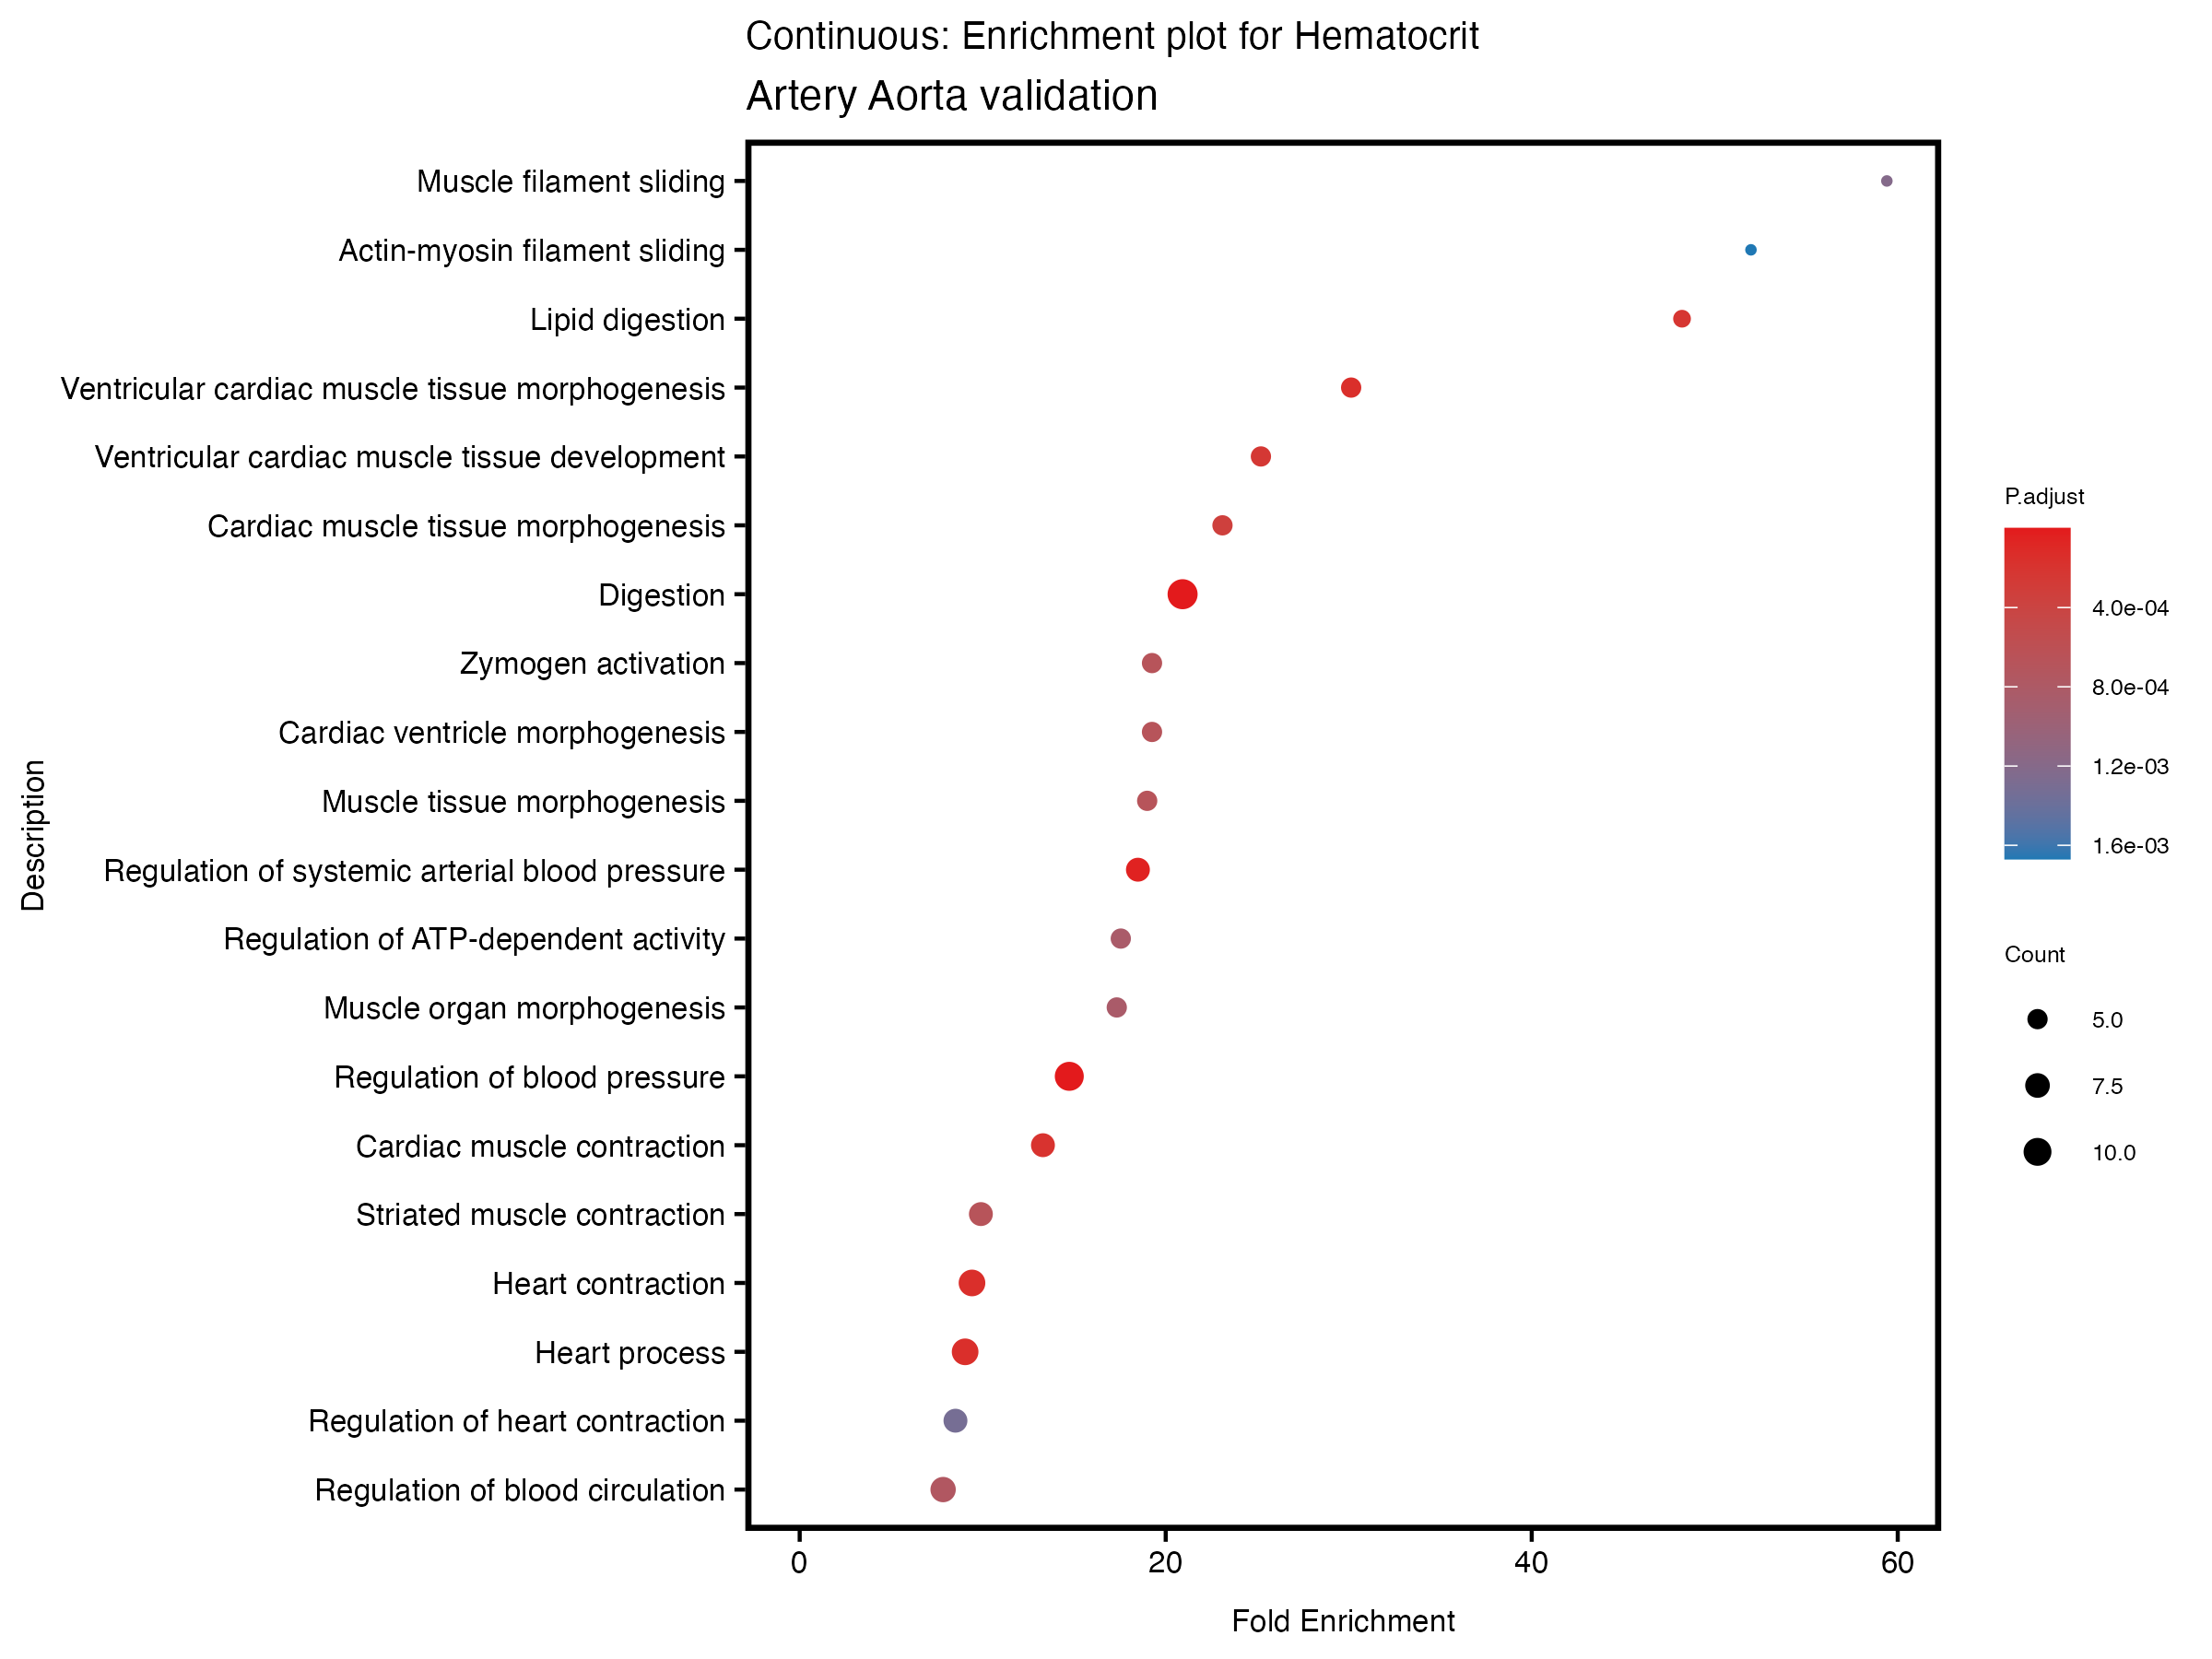 Continuous: Enrichment plot for Hematocrit
Artery Aorta validation
Description
Muscle filament sliding
Actin-myosin filament sliding
Lipid digestion
Ventricular cardiac muscle tissue morphogenesis
Ventricular cardiac muscle tissue development
Cardiac muscle tissue morphogenesis
Digestion
Zymogen activation
Cardiac ventricle morphogenesis
Muscle tissue morphogenesis
Regulation of systemic arterial blood pressure
Regulation of ATP-dependent activity
Muscle organ morphogenesis
Regulation of blood pressure
Cardiac muscle contraction
Striated muscle contraction
Heart contraction
Heart process
Regulation of heart contraction
Regulation of blood circulation
0 20 40 60
Fold Enrichment
P.adjust
4.0e-04
8.0e-04
1.2e-03
1.6e-03
Count
5.0
7.5
10.0